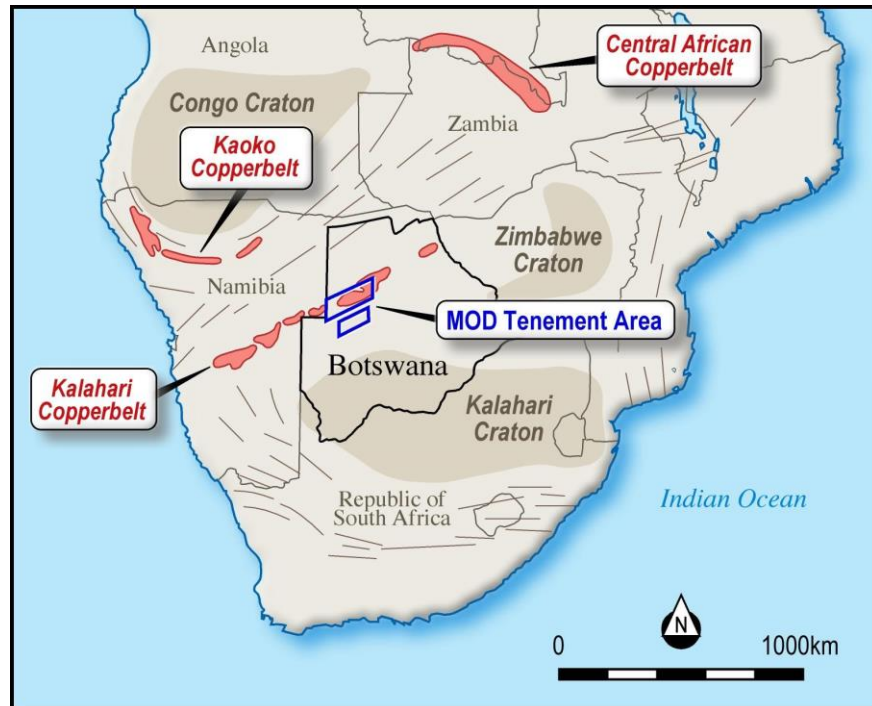 Angola
Central African
Copperbelt
Congo Craton
Zambia
Kaoko
Copperbelt
Zimbabwe
Craton
Namibia
MOD Tenement Area
Botswana
Kalahari
Copperbelt
Kalahari
Craton
Republic of
South Africa
Indian Ocean
N
0 1000km